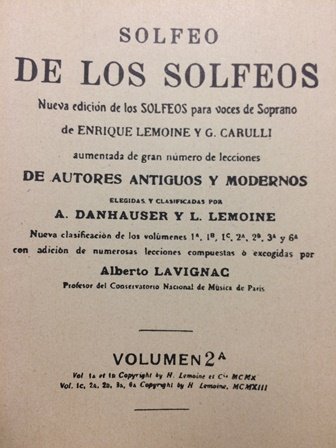 SOLFEO
DE LOS SOLFEOS
Nueva edición de los SOLFEOS para voces de Soprano
de ENRIQUE LEMOINE Y G. CARULLI
aumentada de gran número de lecciones
DE AUTORES ANTIGUOS Y MODERNOS
ELEGIDAS Y CLASIFICADAS POR
A. DANHAUSER Y L. LEMOINE
Nueva clasificación de los volúmenes 1ᴬ, 1ᴮ, 1ᶜ, 2ᴬ, 2ᴮ, 3ᴬ y 6ᴬ
con adición de numerosas lecciones compuestas ó excogidas por
Alberto LAVIGNAC
Profesor del Conservatorio Nacional de Música de Paris
VOLUMEN 2ᴬ
Vol 1a et 1b Copyright by H. Lemoine et Cie MCMX
Vol. 1c, 2a, 2b, 3a, 6a Copyright by H Lemoine, MCMXIII